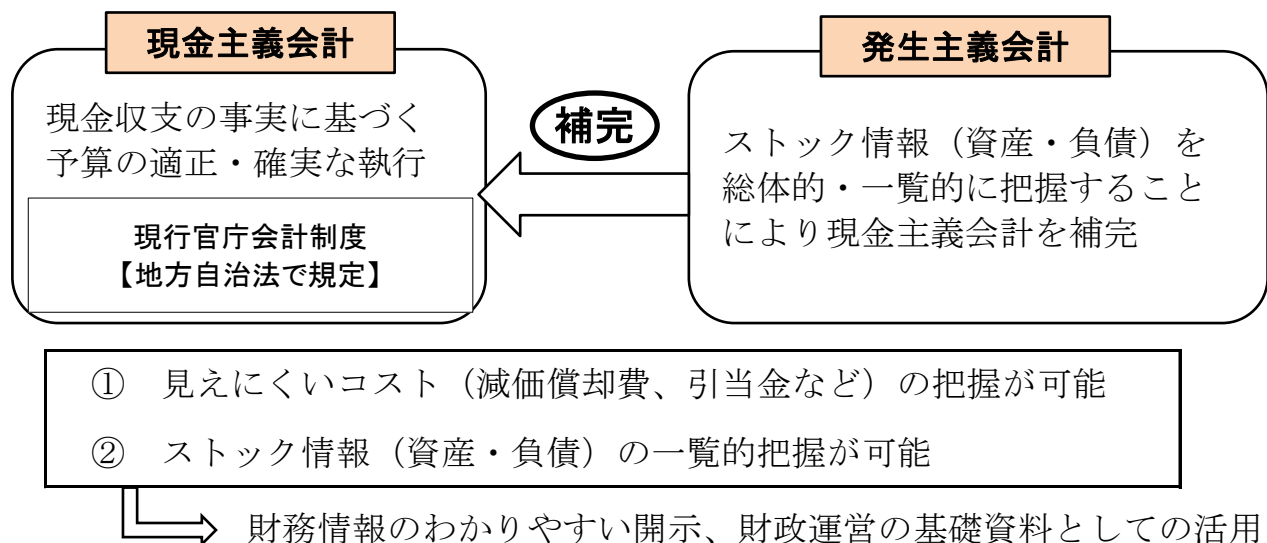 現金主義会計
現金収支の事実に基づく
予算の適正・確実な執行
現行官庁会計制度
【地方自治法で規定】
補完
発生主義会計
ストック情報（資産・負債）を
総体的・一覧的に把握すること
により現金主義会計を補完
① 見えにくいコスト（減価償却費、引当金など）の把握が可能
② ストック情報（資産・負債）の一覧的把握が可能
財務情報のわかりやすい開示、財政運営の基礎資料としての活用